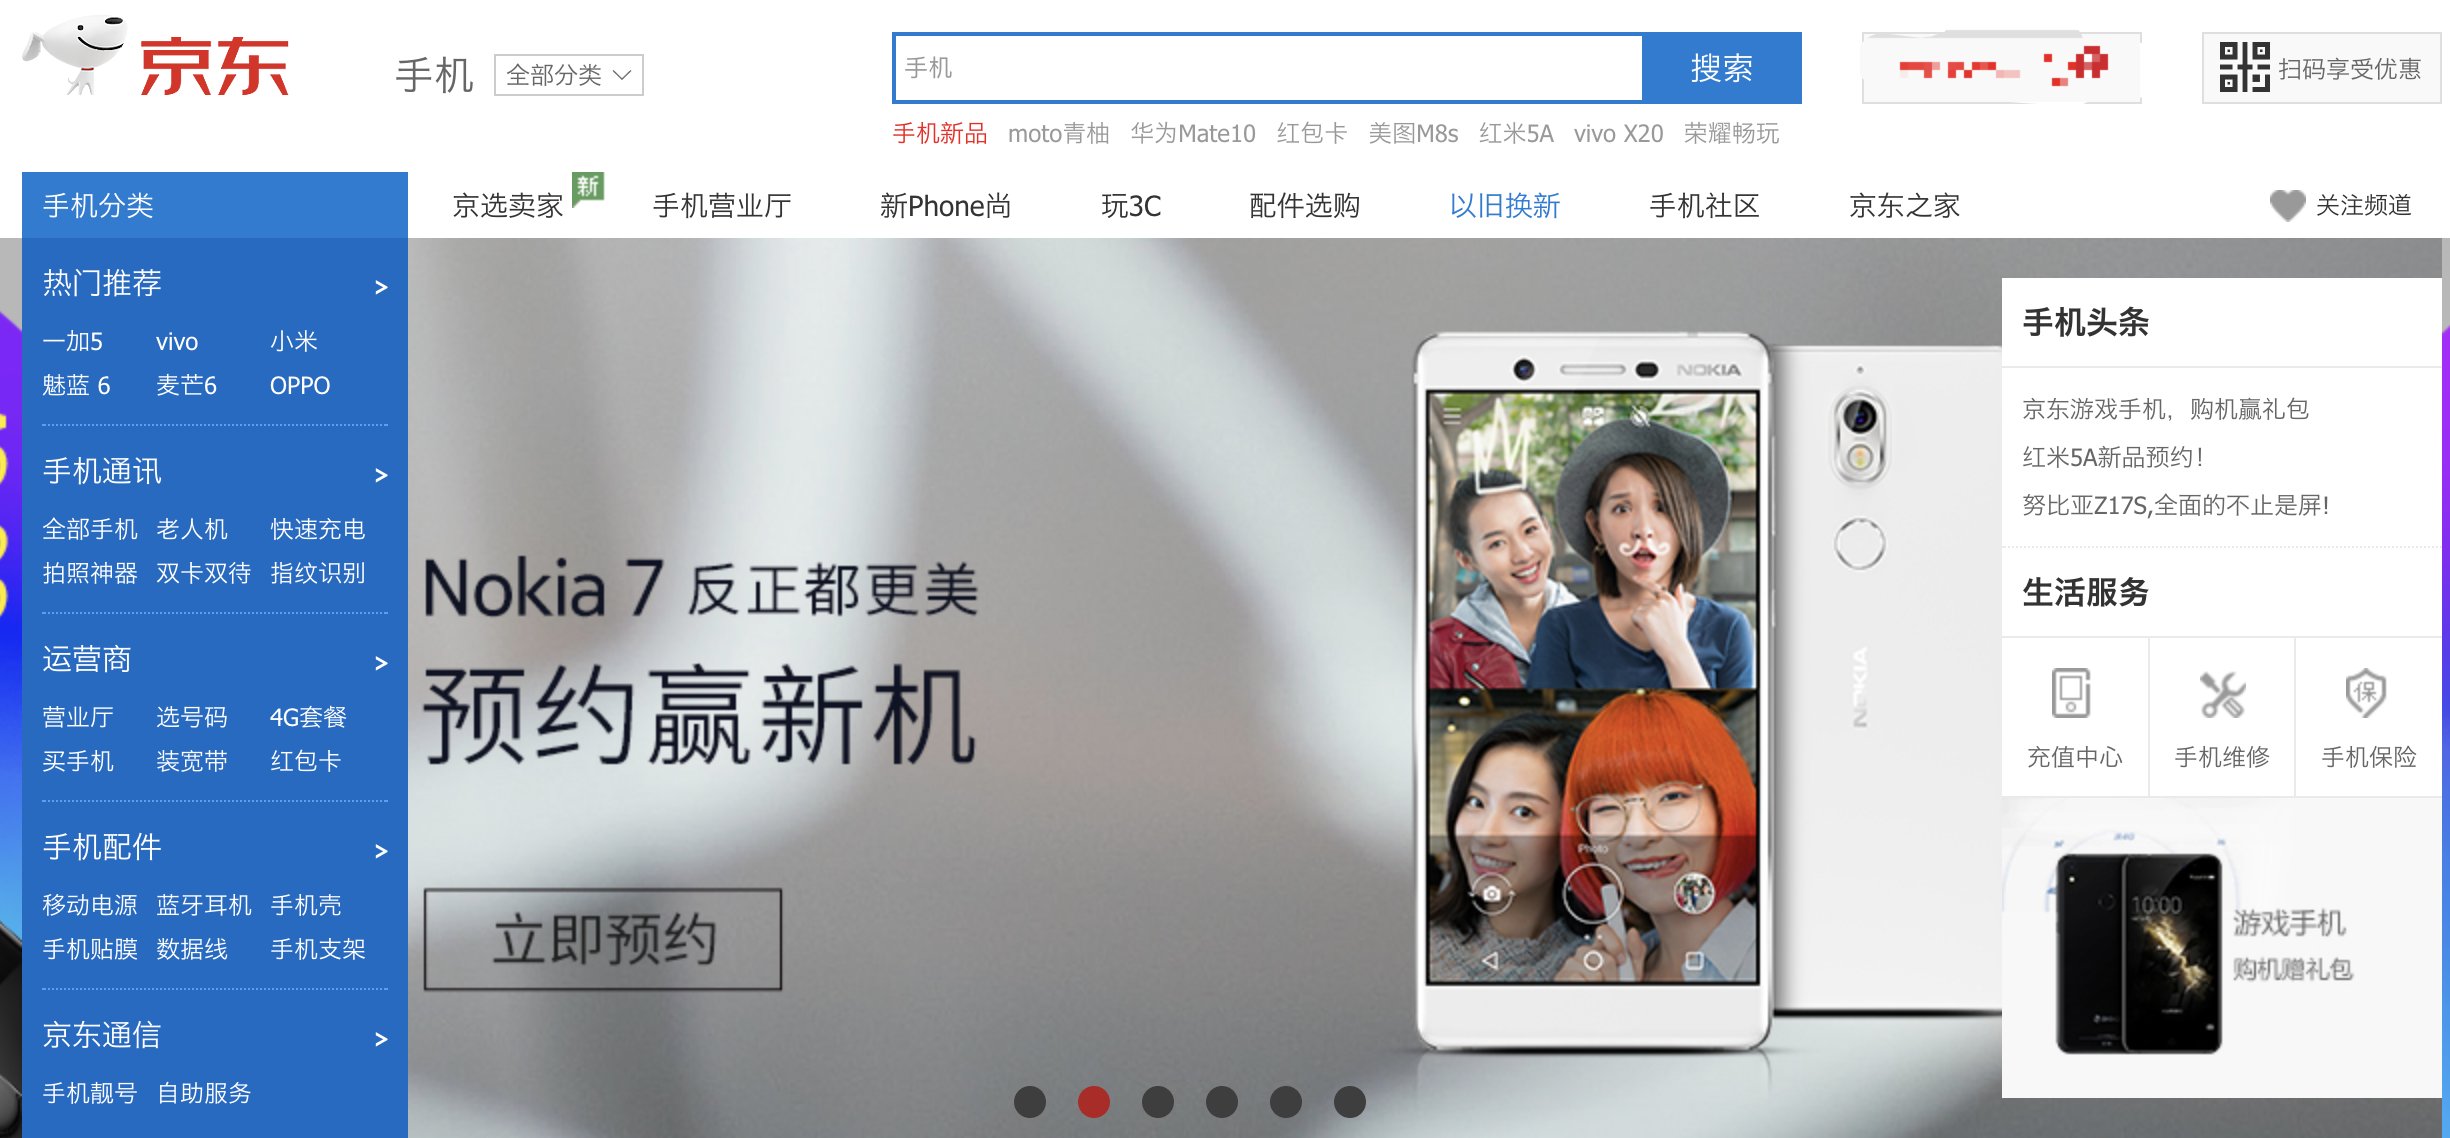 京东
手机 全部分类
手机
搜索
扫码享受优惠
手机新品 moto青柚 华为Mate10 红包卡 美图M8s 红米5A vivo X20 荣耀畅玩
手机分类
京选卖家 新 手机营业厅 新Phone尚 玩3C 配件选购 以旧换新 手机社区 京东之家
关注频道
热门推荐 >
一加5 vivo 小米
魅蓝 6 麦芒6 OPPO
手机通讯 >
全部手机 老人机 快速充电
拍照神器 双卡双待 指纹识别
运营商 >
营业厅 选号码 4G套餐
买手机 装宽带 红包卡
手机配件 >
移动电源 蓝牙耳机 手机壳
手机贴膜 数据线 手机支架
京东通信 >
手机靓号 自助服务
Nokia 7 反正都更美
预约赢新机
立即预约
NOKIA
Photo
NOKIA
手机头条
京东游戏手机，购机赢礼包
红米5A新品预约！
努比亚Z17S,全面的不止是屏!
生活服务
保
充值中心 手机维修 手机保险
10:00
游戏手机
购机赠礼包